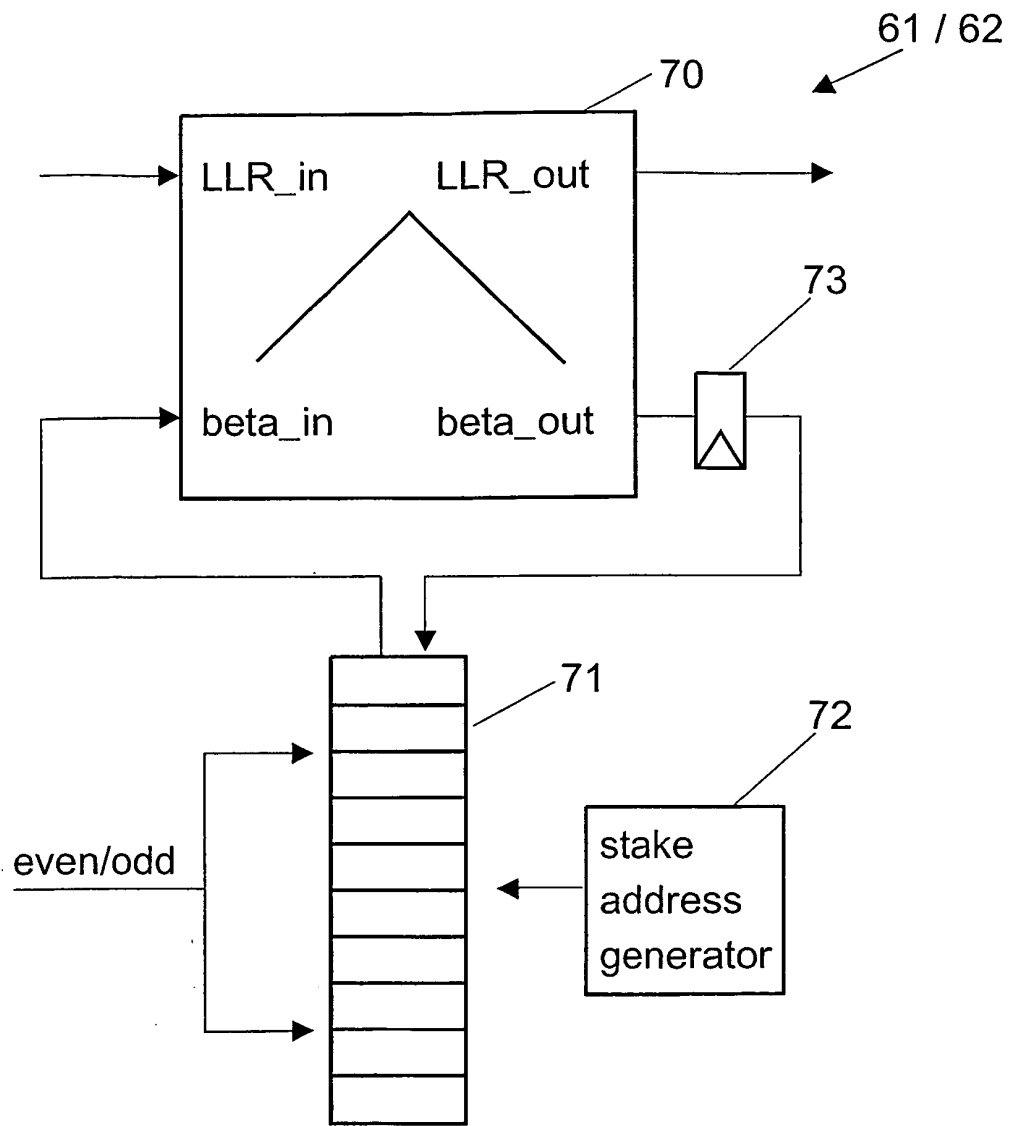 61 / 62
70
LLR_in
LLR_out
73
beta_in
beta_out
71
72
even/odd
stake
address
generator